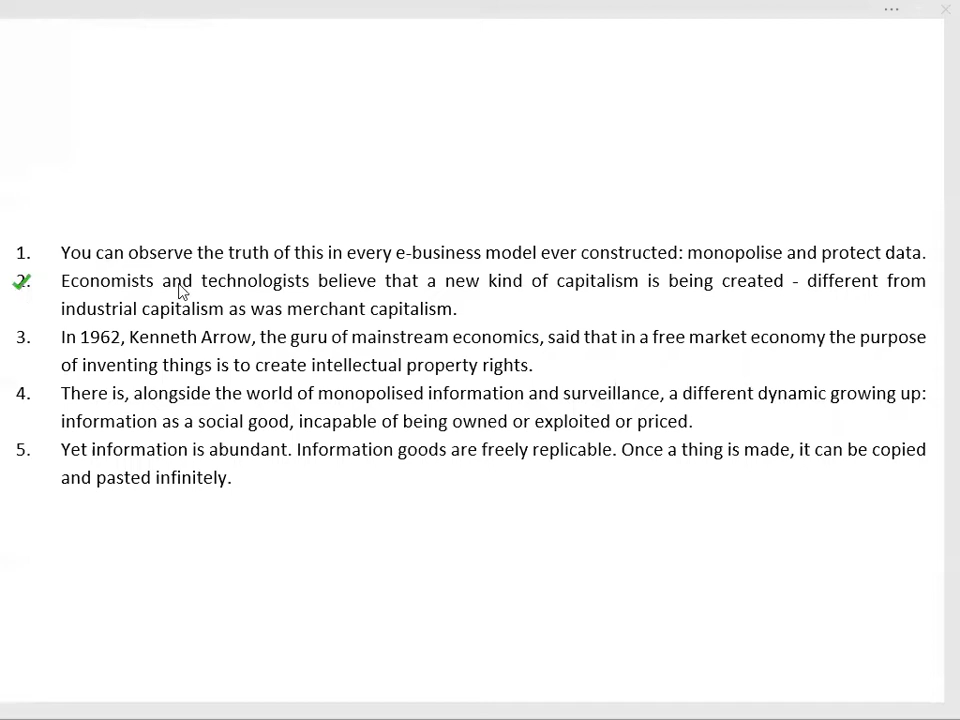 1. You can observe the truth of this in every e-business model ever constructed: monopolise and protect data.
2. Economists and technologists believe that a new kind of capitalism is being created - different from
industrial capitalism as was merchant capitalism.
3. In 1962, Kenneth Arrow, the guru of mainstream economics, said that in a free market economy the purpose
of inventing things is to create intellectual property rights.
4. There is, alongside the world of monopolised information and surveillance, a different dynamic growing up:
information as a social good, incapable of being owned or exploited or priced.
5. Yet information is abundant. Information goods are freely replicable. Once a thing is made, it can be copied
and pasted infinitely.